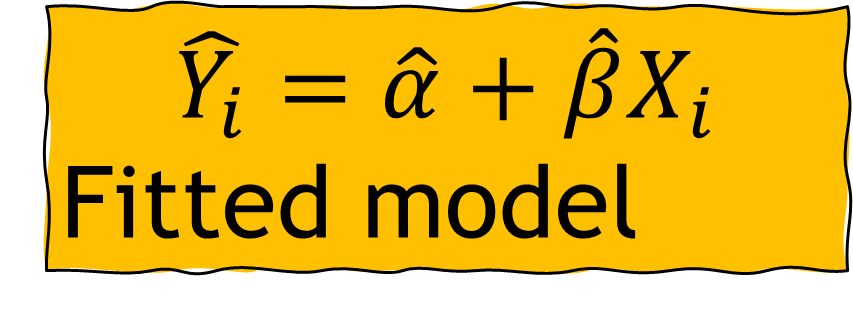 Ŷᵢ = α̂ + β̂Xᵢ
Fitted model